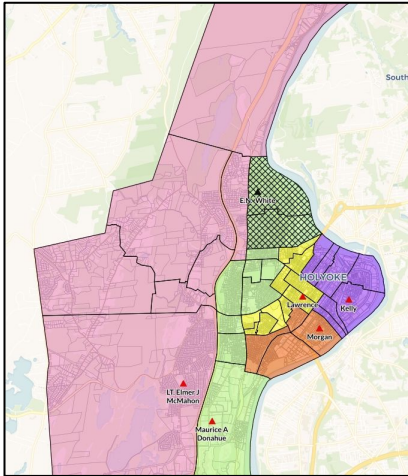 South
E.N. White
HOLYOKE
Lawrence
Kelly
Morgan
LT Elmer J
McMahon
Maurice A
Donahue